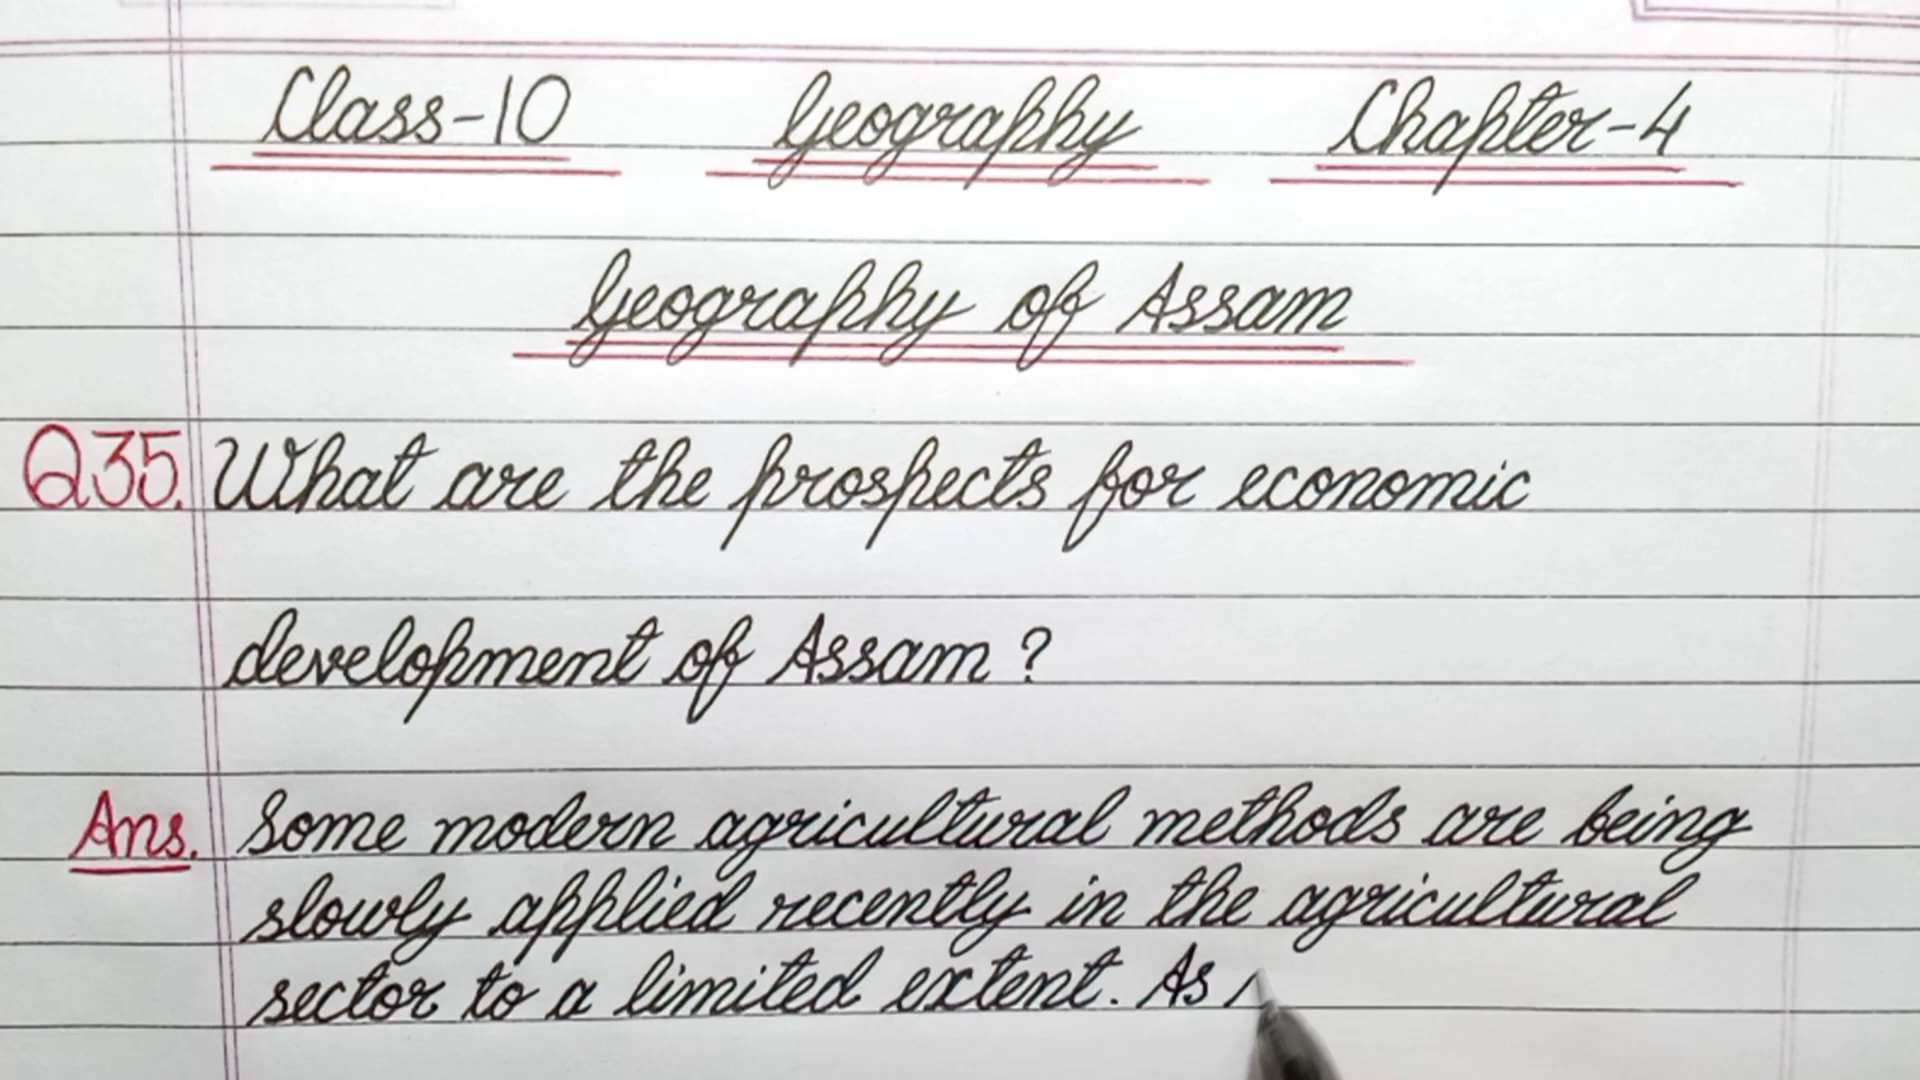 Class-10 Geography Chapter-4
Geography of Assam
Q35. What are the prospects for economic
development of Assam ?
Ans. Some modern agricultural methods are being
slowly applied recently in the agricultural
sector to a limited extent. As